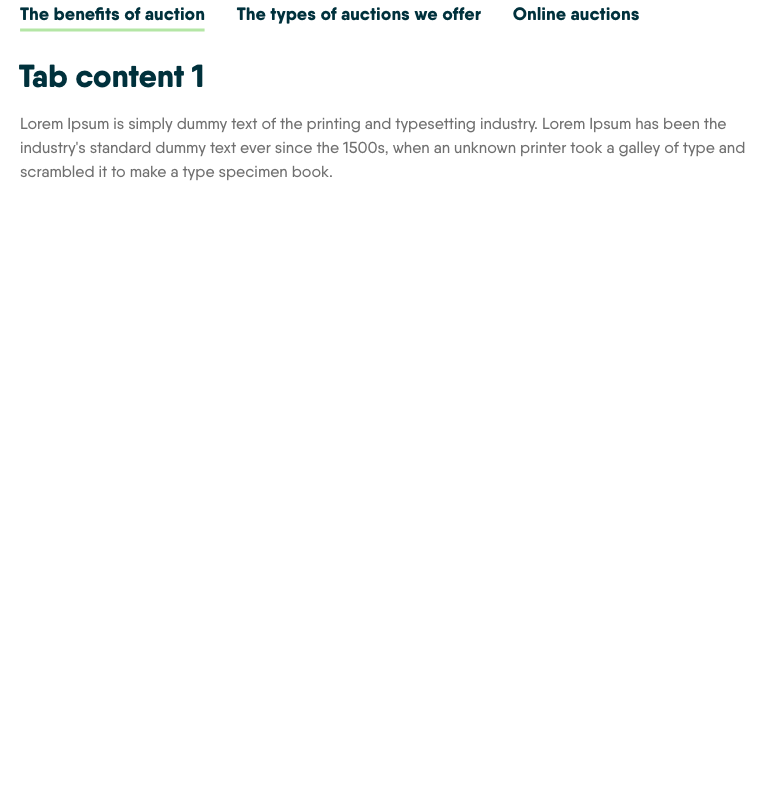 The benefits of auction The types of auctions we offer Online auctions
Tab content 1
Lorem Ipsum is simply dummy text of the printing and typesetting industry. Lorem Ipsum has been the
industry's standard dummy text ever since the 1500s, when an unknown printer took a galley of type and
scrambled it to make a type specimen book.